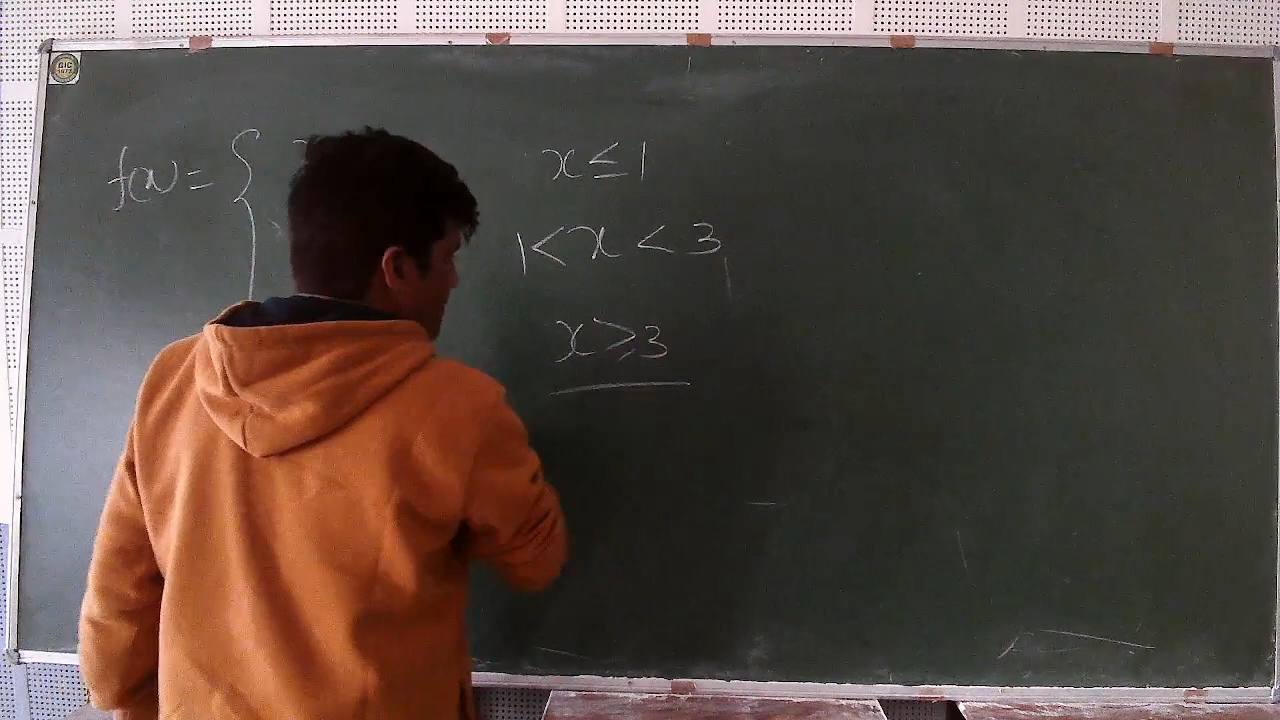 f(x) = {
x ≤ 1
1 < x < 3
x ≥ 3